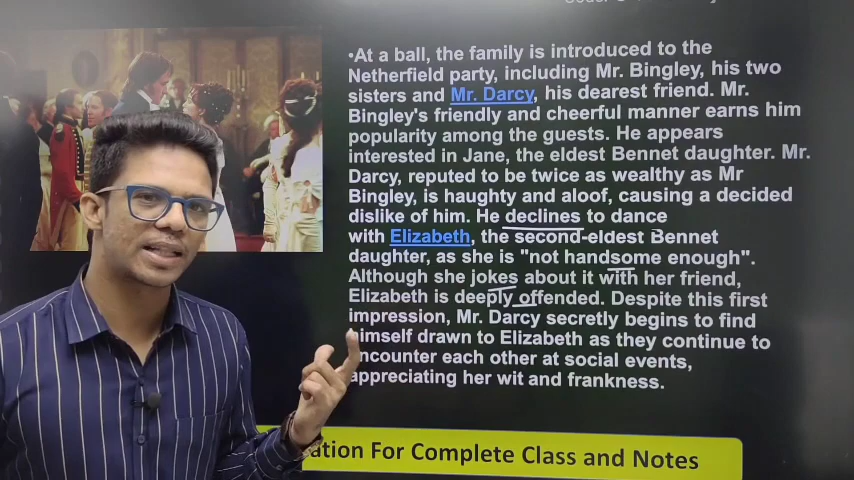 •At a ball, the family is introduced to the
Netherfield party, including Mr. Bingley, his two
sisters and Mr. Darcy, his dearest friend. Mr.
Bingley's friendly and cheerful manner earns him
popularity among the guests. He appears
interested in Jane, the eldest Bennet daughter. Mr.
Darcy, reputed to be twice as wealthy as Mr
Bingley, is haughty and aloof, causing a decided
dislike of him. He declines to dance
with Elizabeth, the second-eldest Bennet
daughter, as she is "not handsome enough".
Although she jokes about it with her friend,
Elizabeth is deeply offended. Despite this first
impression, Mr. Darcy secretly begins to find
himself drawn to Elizabeth as they continue to
encounter each other at social events,
appreciating her wit and frankness.
For Complete Class and Notes